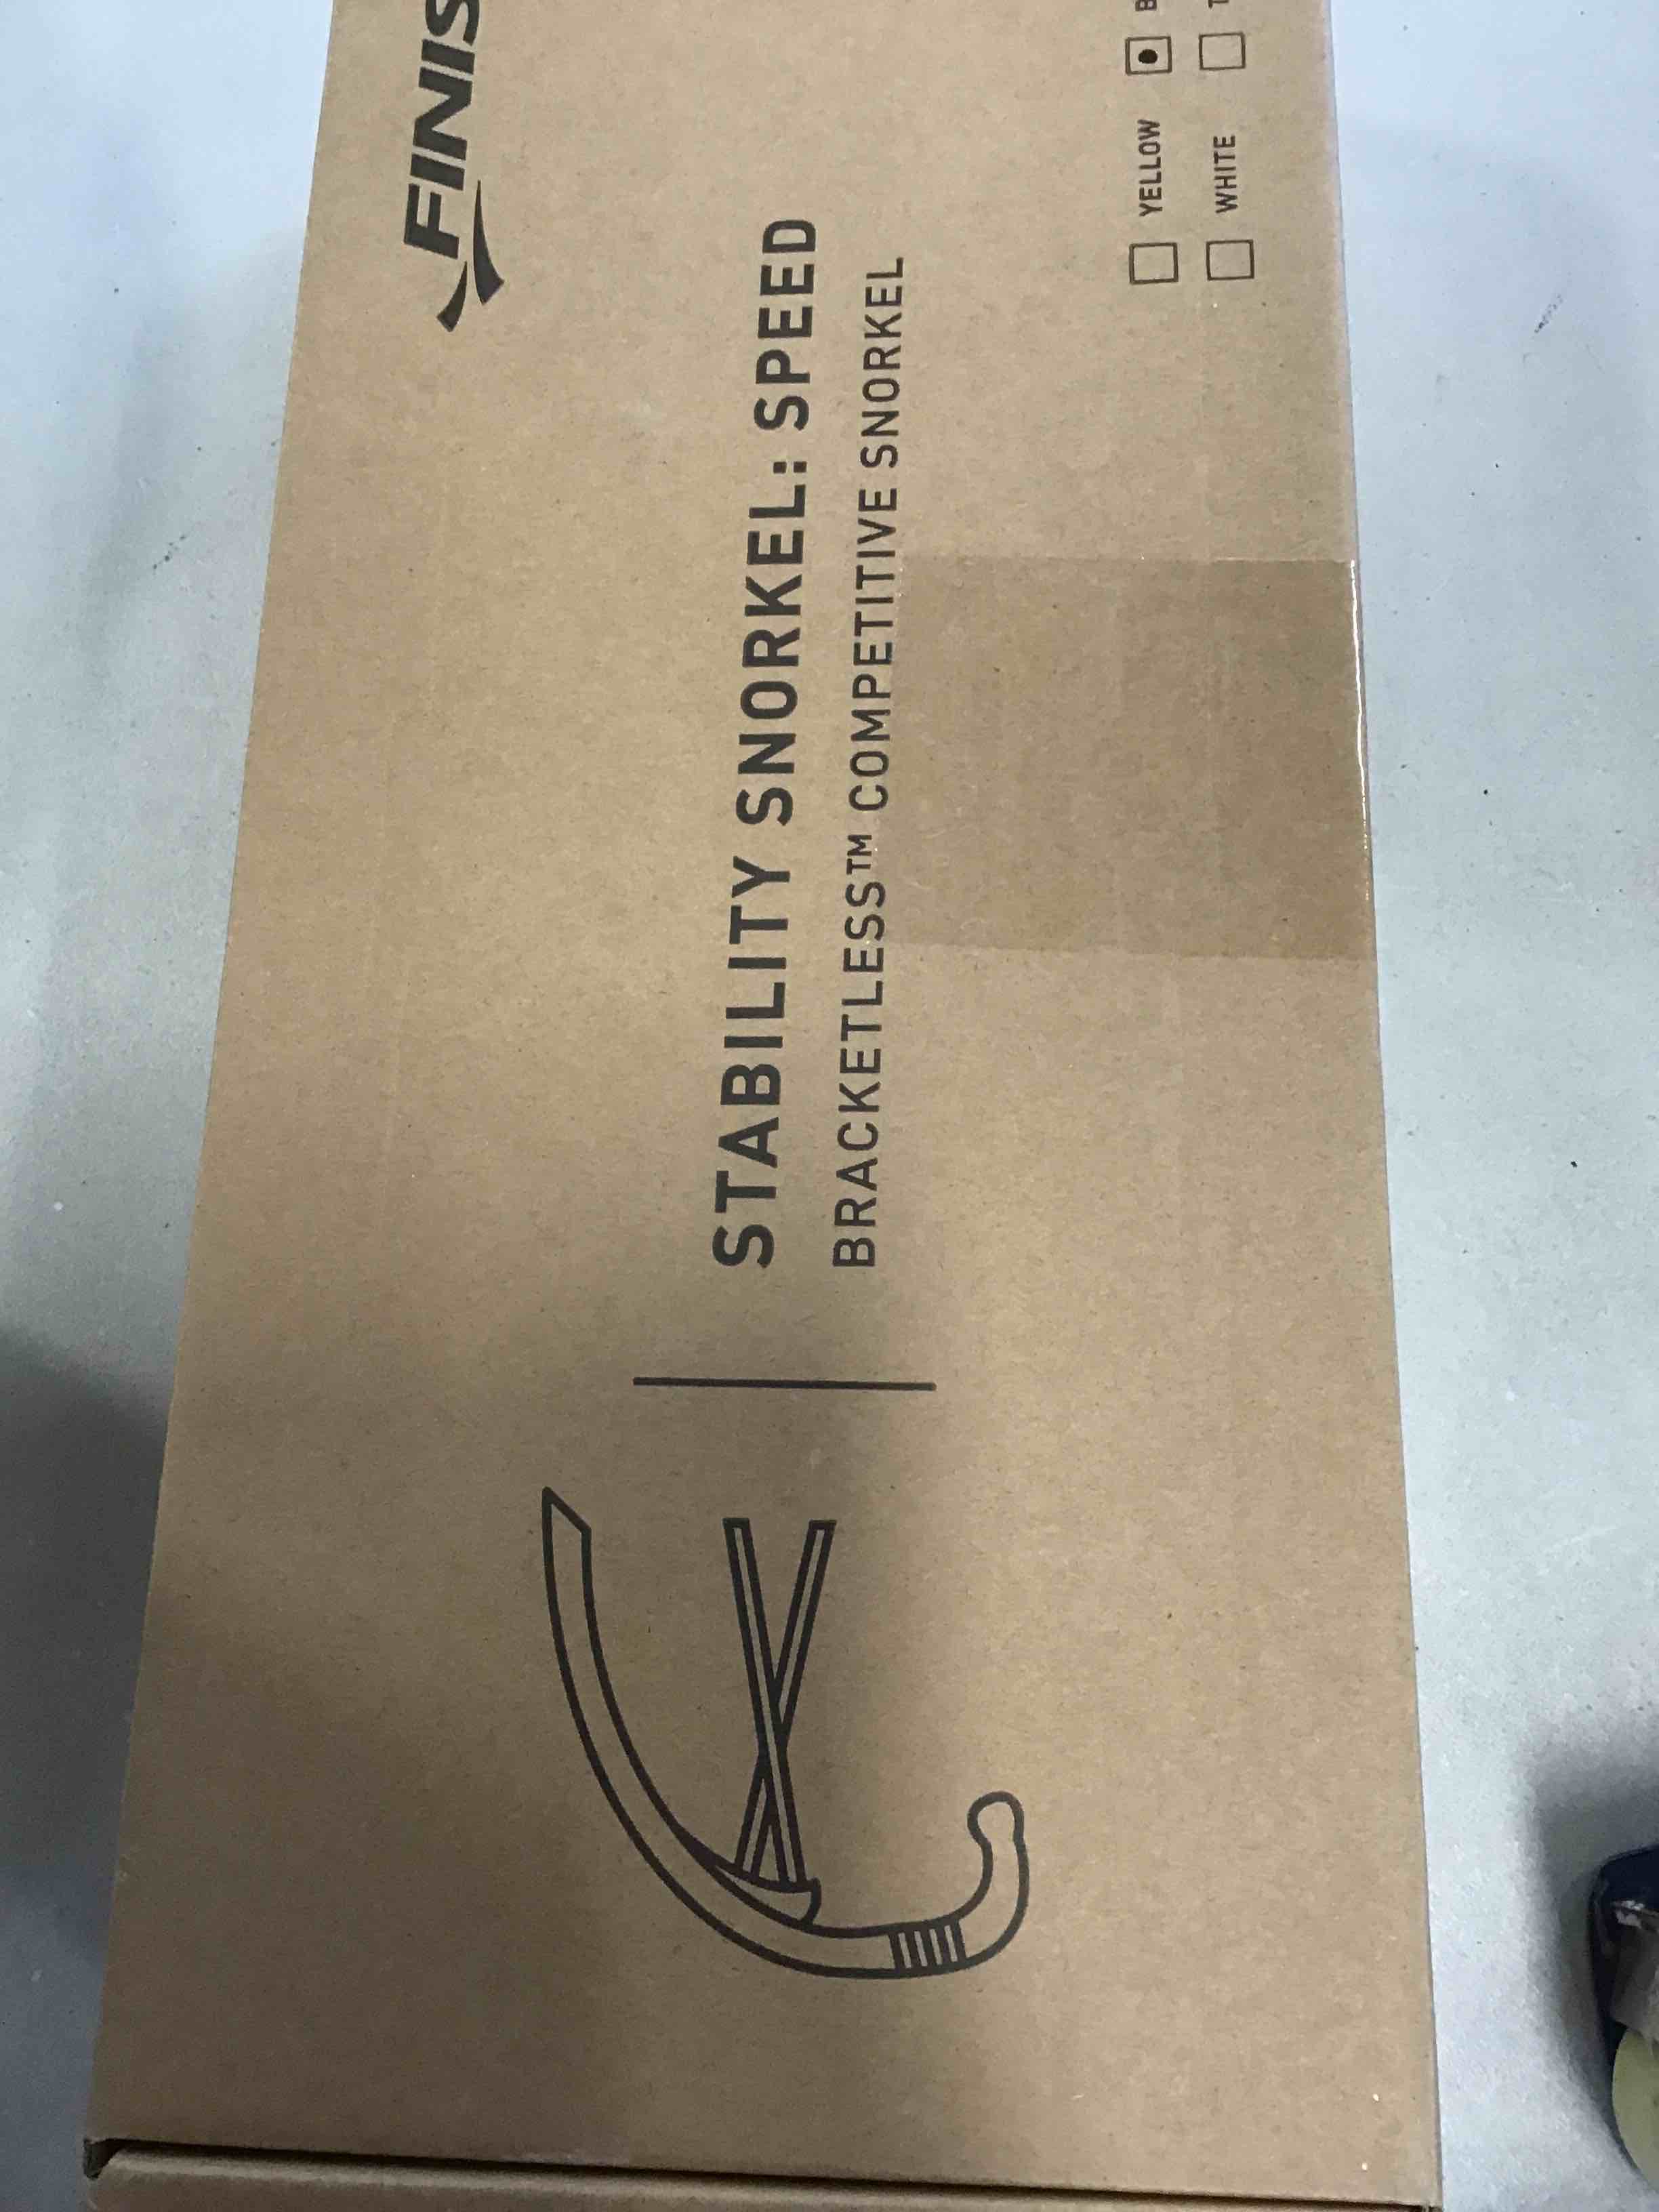 FINIS
STABILITY SNORKEL: SPEED
BRACKETLESS™ COMPETITIVE SNORKEL
YELLOW
WHITE